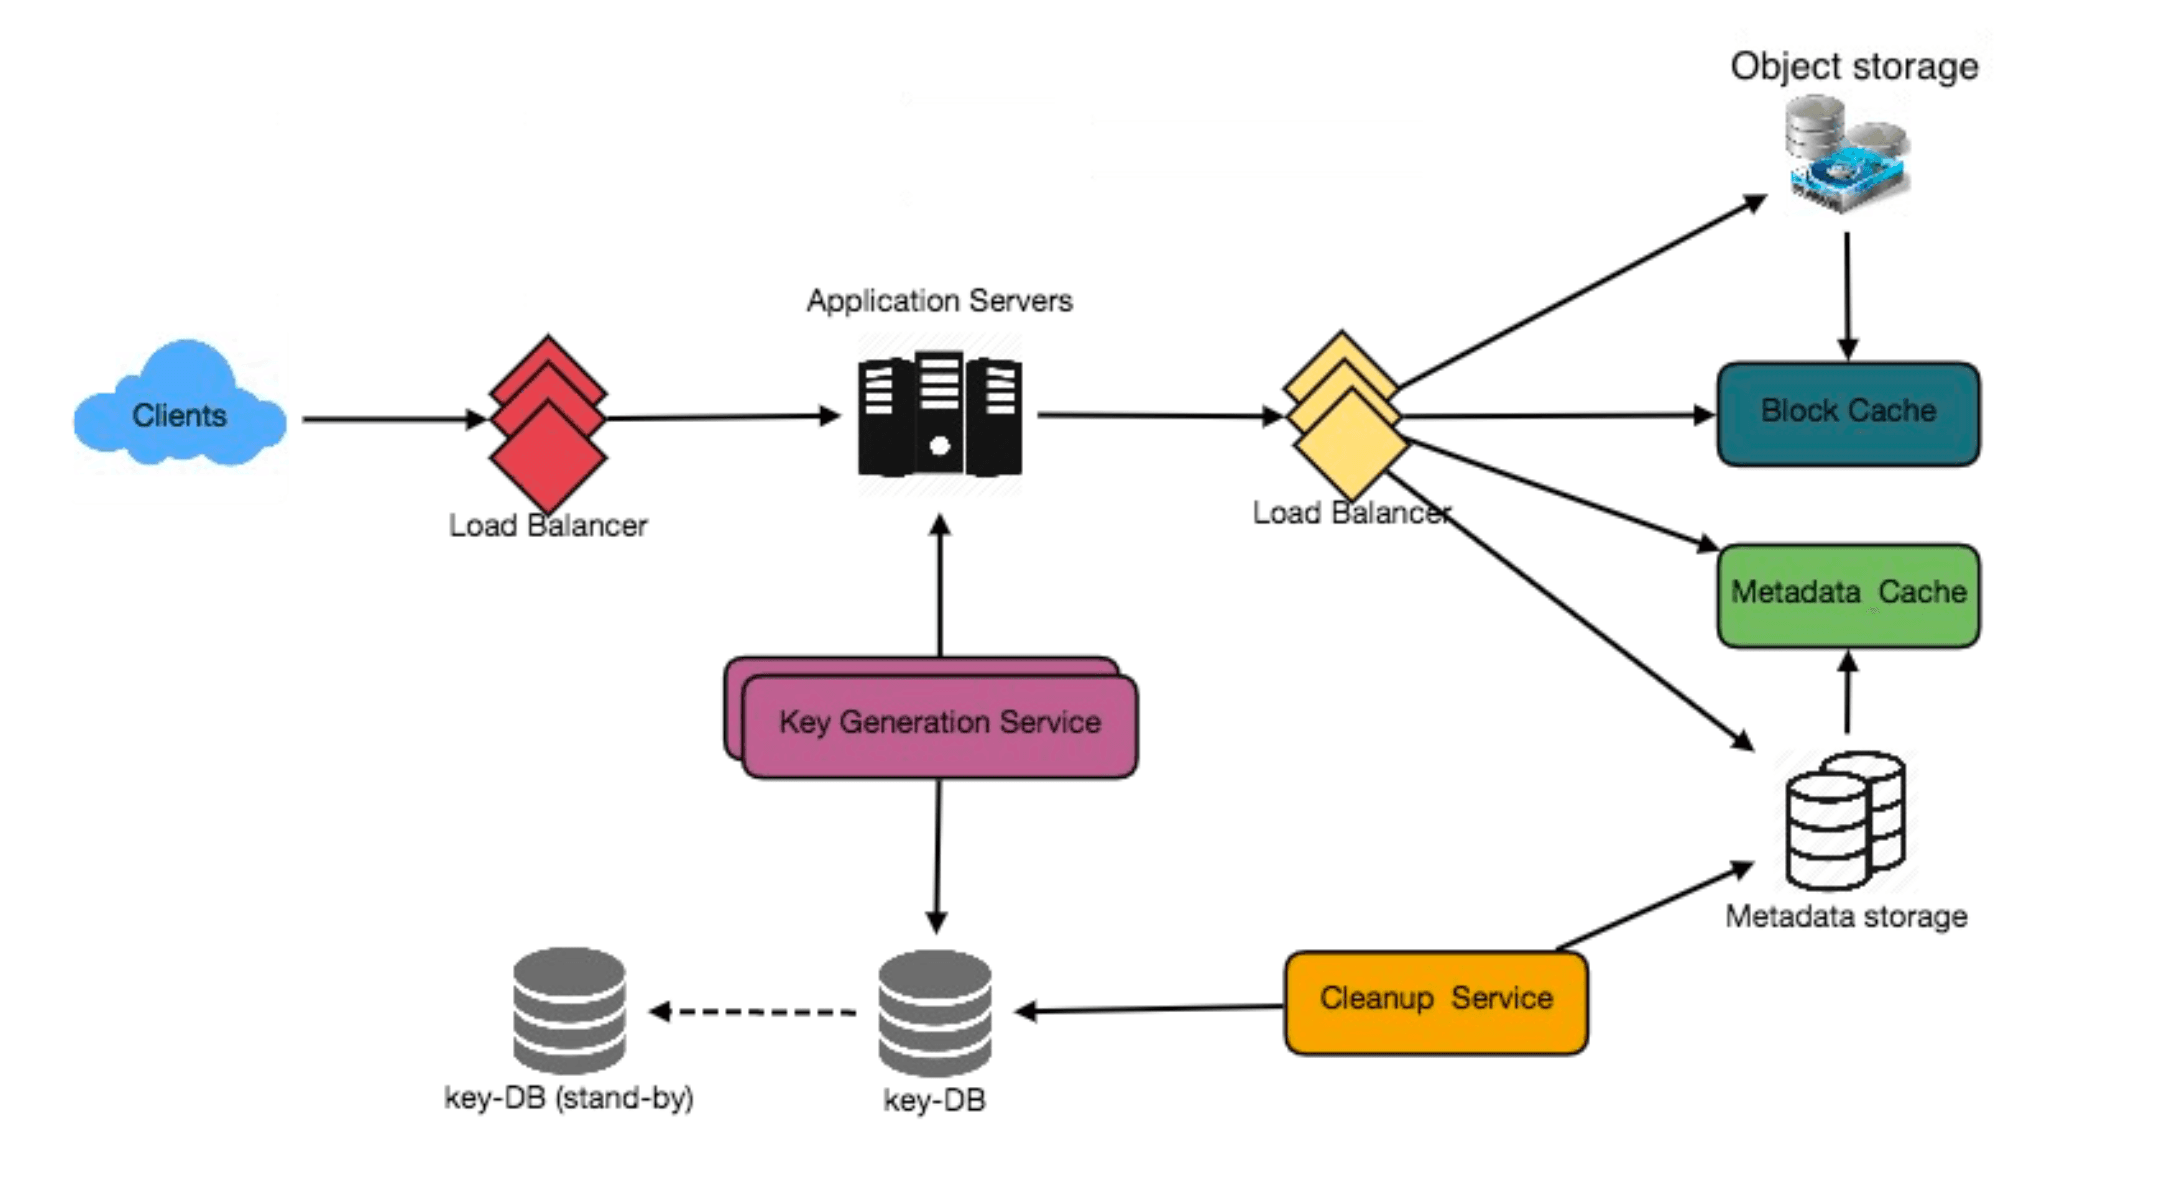 Object storage
Application Servers
Clients
Block Cache
Load Balancer
Load Balancer
Metadata Cache
Key Generation Service
Metadata storage
Cleanup Service
key-DB (stand-by)
key-DB